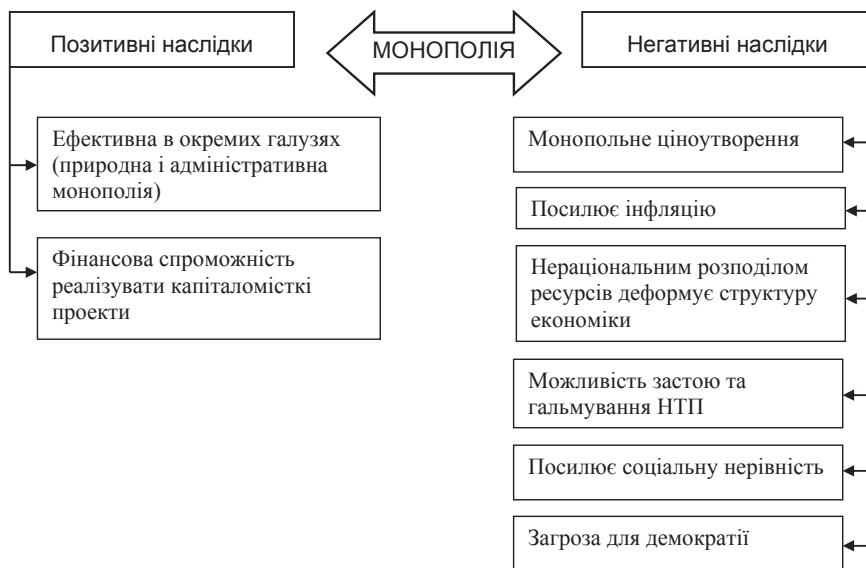 Позитивні наслідки
МОНОПОЛІЯ
Негативні наслідки
Ефективна в окремих галузях
(природна і адміністративна
монополія)
Фінансова спроможність
реалізувати капіталомісткі
проекти
Монопольне ціноутворення
Посилює інфляцію
Нераціональним розподілом
ресурсів деформує структуру
економіки
Можливість застою та
гальмування НТП
Посилює соціальну нерівність
Загроза для демократії